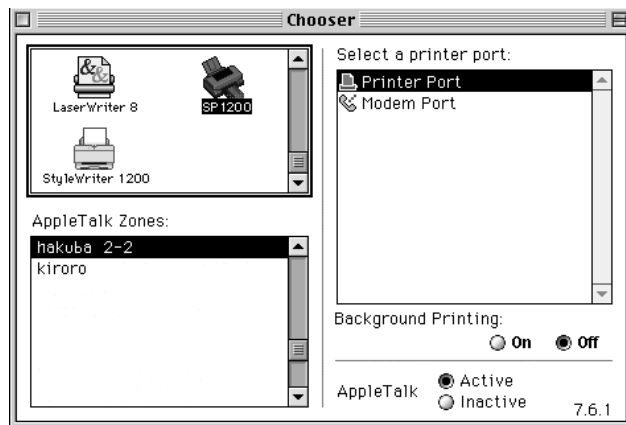 Chooser
LaserWriter 8
SP1200
StyleWriter 1200
AppleTalk Zones:
hakuba 2-2
kiroro
Select a printer port:
Printer Port
Modem Port
Background Printing:
On Off
AppleTalk
Active
Inactive
7.6.1